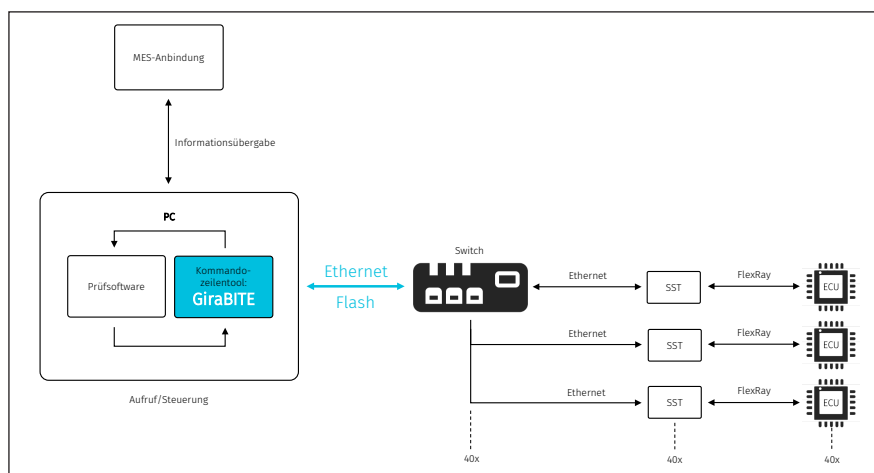 MES-Anbindung
Informationsübergabe
PC
Prüfsoftware
Kommando-
zeilentool:
GiraBITE
Aufruf/Steuerung
Ethernet
Flash
Switch
Ethernet
SST
FlexRay
ECU
Ethernet
SST
FlexRay
ECU
Ethernet
SST
FlexRay
ECU
40x
40x
40x